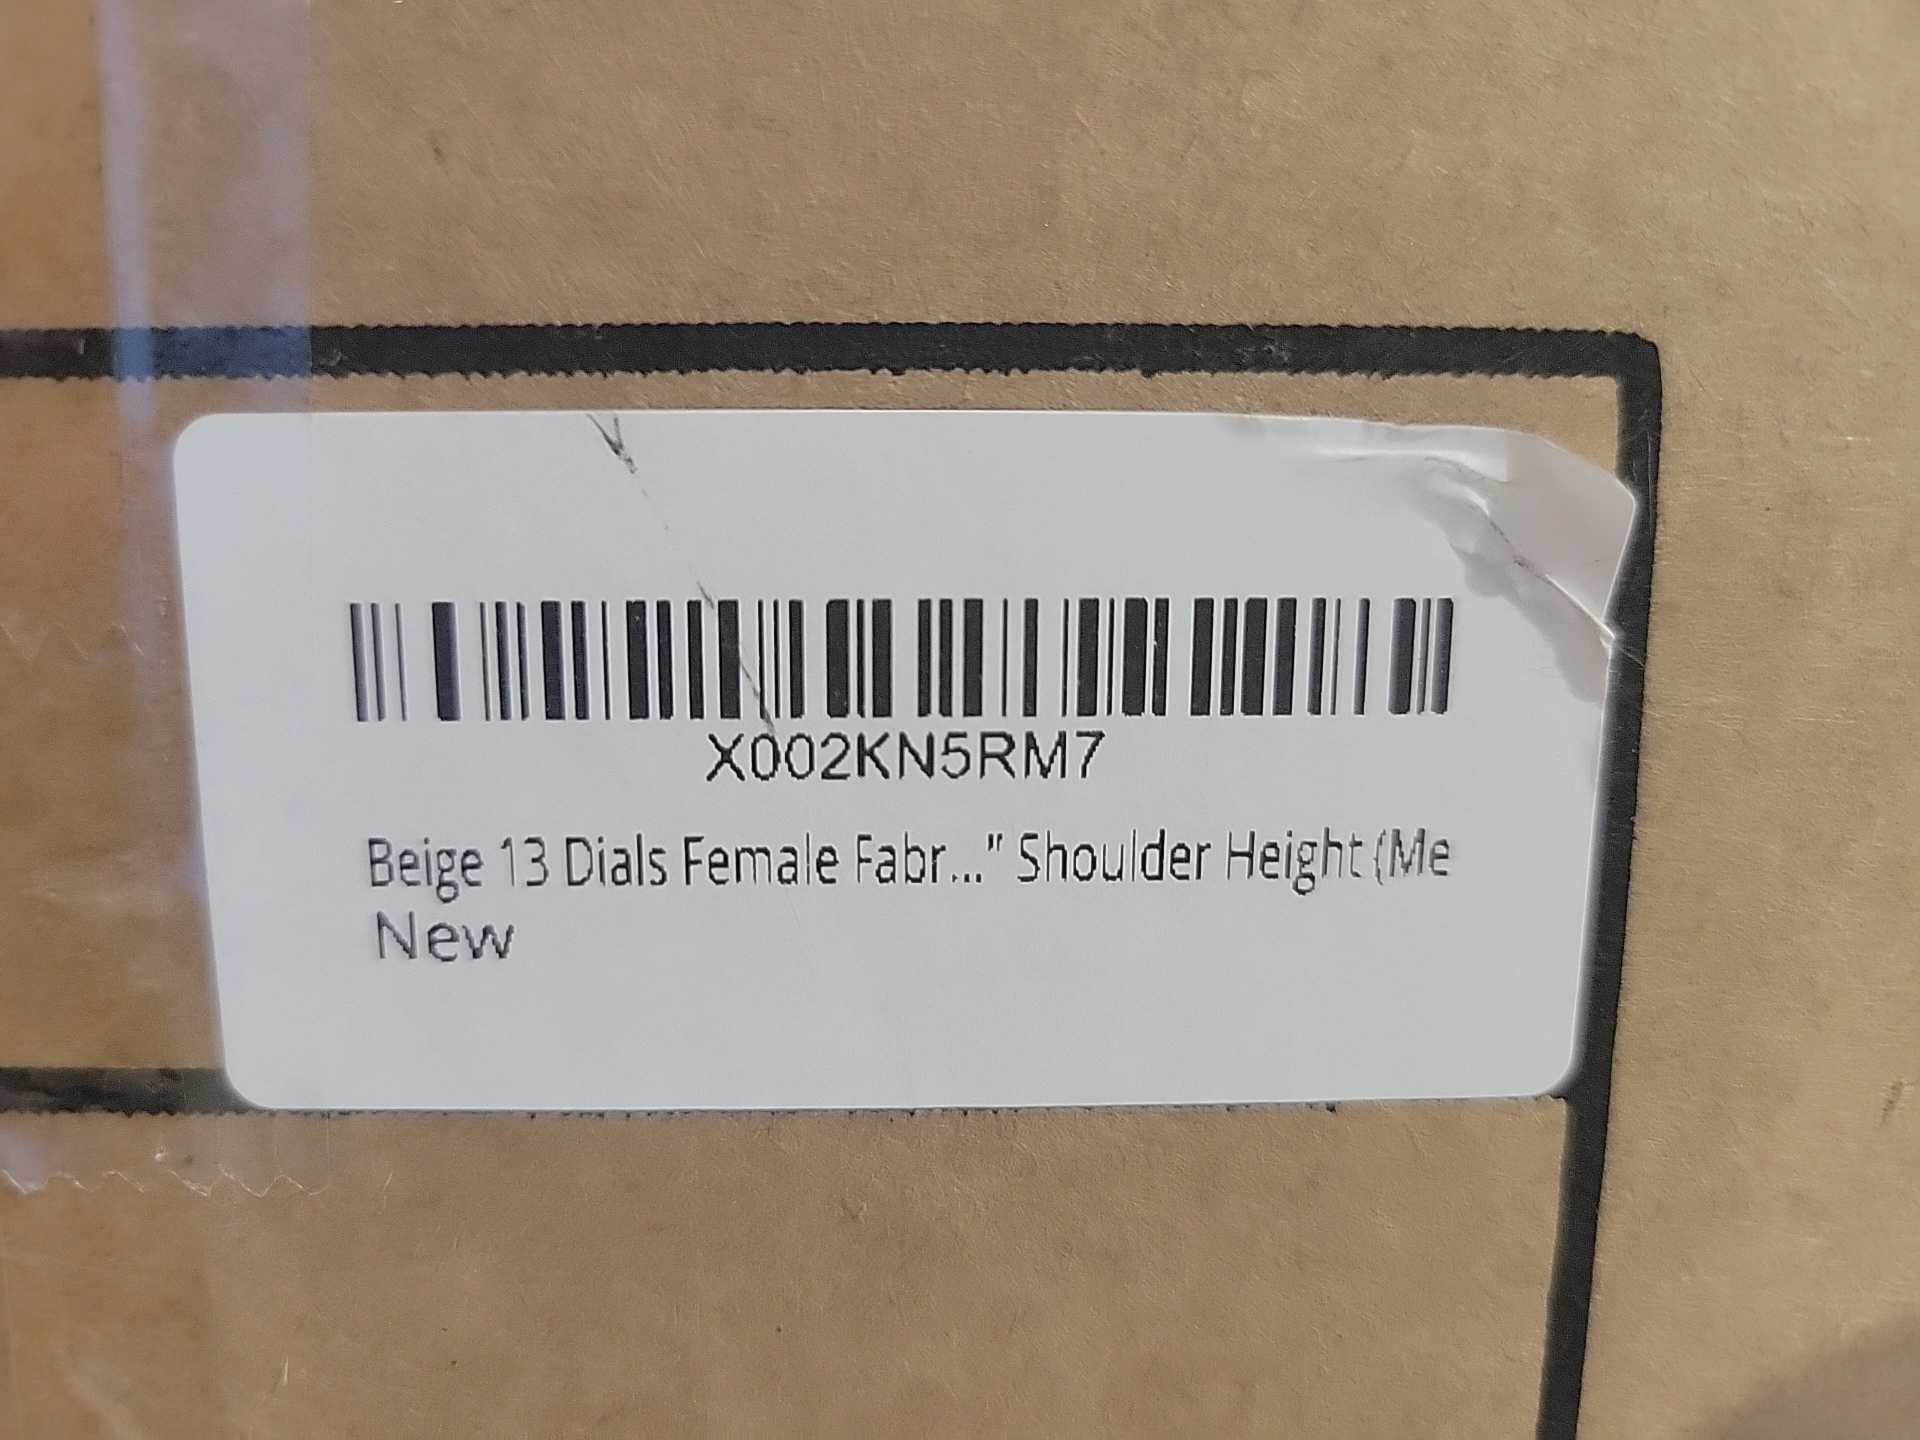 X002KN5RM7
Beige 13 Dials Female Fabr..." Shoulder Height (Me
New